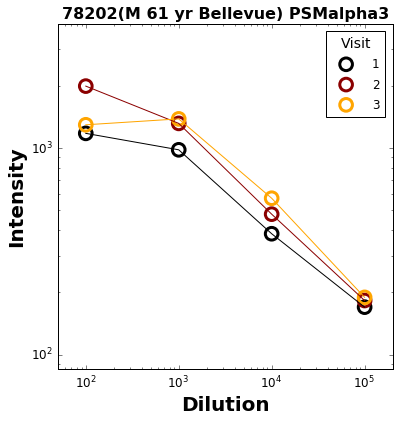 78202(M 61 yr Bellevue) PSMalpha3
Visit
1
2
3
Intensity
10³
10²
10² 10³ 10⁴ 10⁵
Dilution